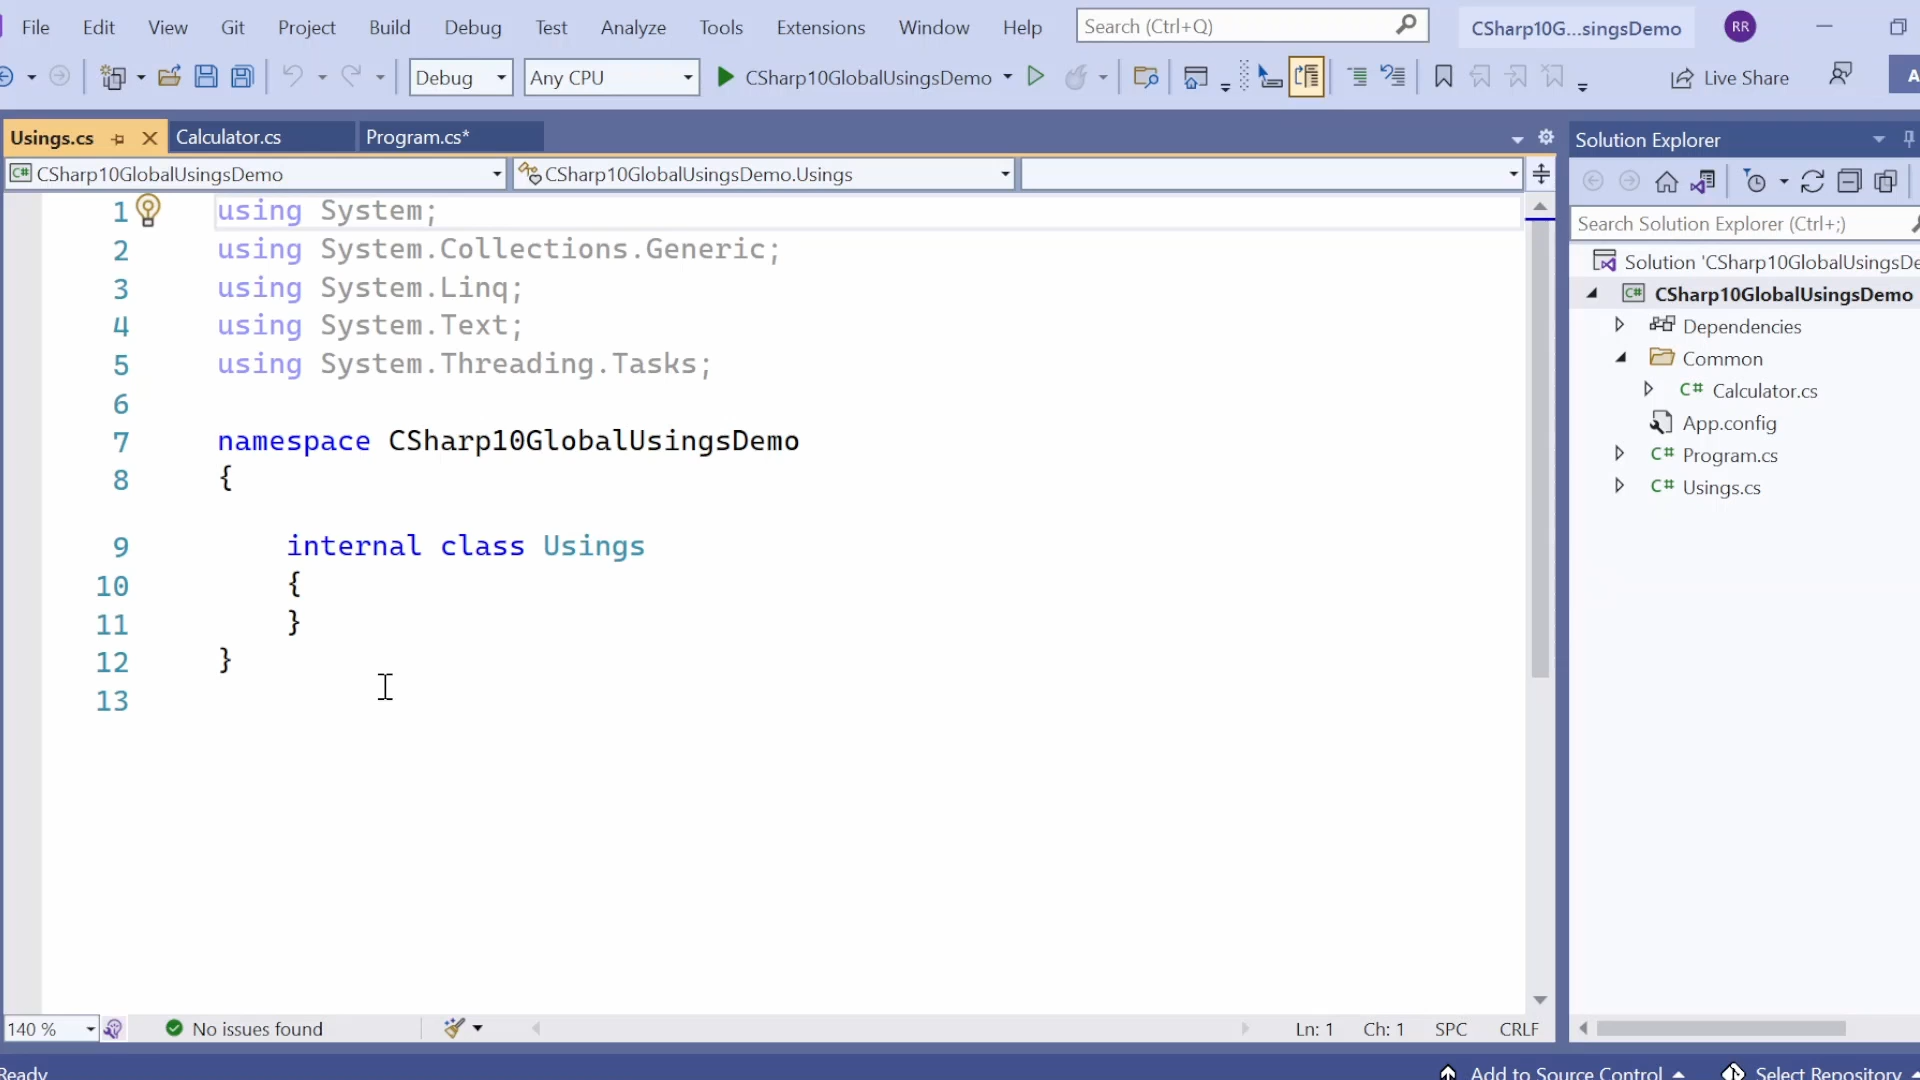 File Edit View Git Project Build Debug Test Analyze Tools Extensions Window Help Search (Ctrl+Q) CSharp10G...singsDemo RR
Debug Any CPU CSharp10GlobalUsingsDemo Live Share A
Usings.cs Calculator.cs Program.cs*
CSharp10GlobalUsingsDemo CSharp10GlobalUsingsDemo.Usings
1 using System;
2 using System.Collections.Generic;
3 using System.Linq;
4 using System.Text;
5 using System.Threading.Tasks;
6
7 namespace CSharp10GlobalUsingsDemo
8 {
9 internal class Usings
10 {
11 }
12 }
13
140 % No issues found Ln: 1 Ch: 1 SPC CRLF
Solution Explorer
Search Solution Explorer (Ctrl+;)
Solution 'CSharp10GlobalUsingsDe
C# CSharp10GlobalUsingsDemo
Dependencies
Common
C# Calculator.cs
App.config
C# Program.cs
C# Usings.cs
Ready Add to Source Control Select Repository